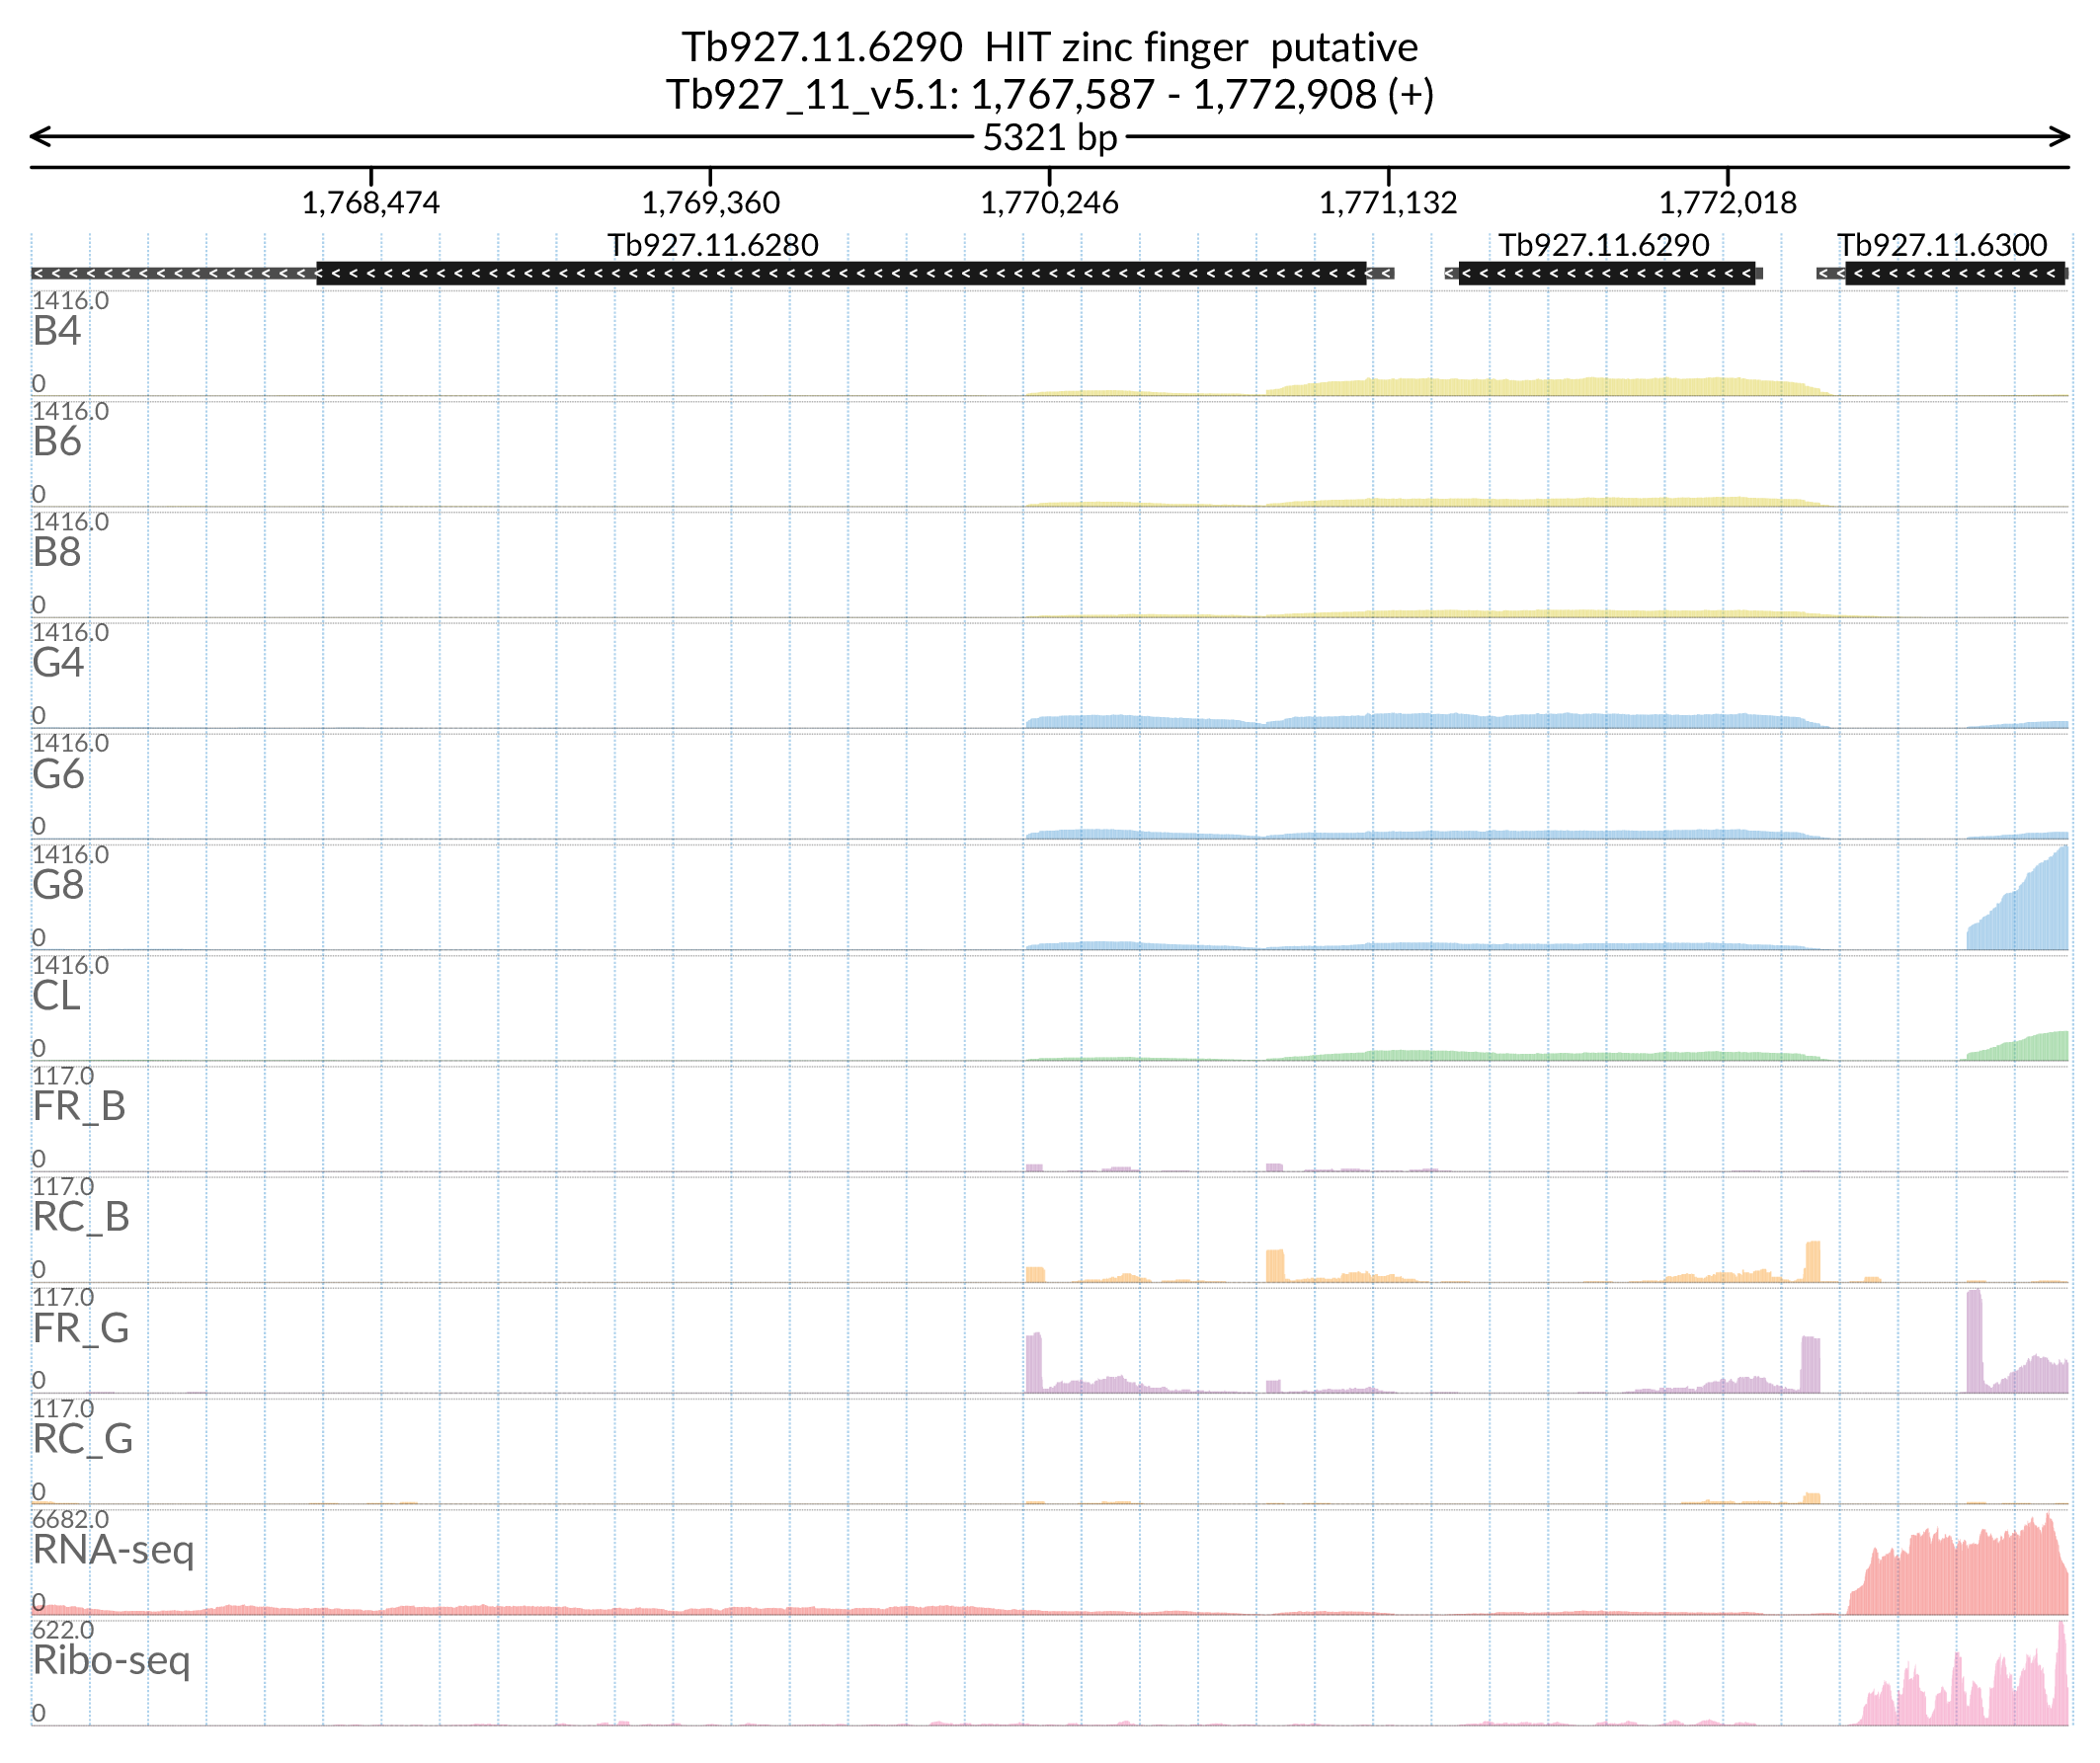 Tb927.11.6290 HIT zinc finger putative
Tb927_11_v5.1: 1,767,587 - 1,772,908 (+)
5321 bp
1,768,474 1,769,360 1,770,246 1,771,132 1,772,018
Tb927.11.6280 Tb927.11.6290 Tb927.11.6300
1416.0
B4
0
1416.0
B6
0
1416.0
B8
0
1416.0
G4
0
1416.0
G6
0
1416.0
G8
0
1416.0
CL
0
117.0
FR_B
0
117.0
RC_B
0
117.0
FR_G
0
117.0
RC_G
0
6682.0
RNA-seq
0
622.0
Ribo-seq
0